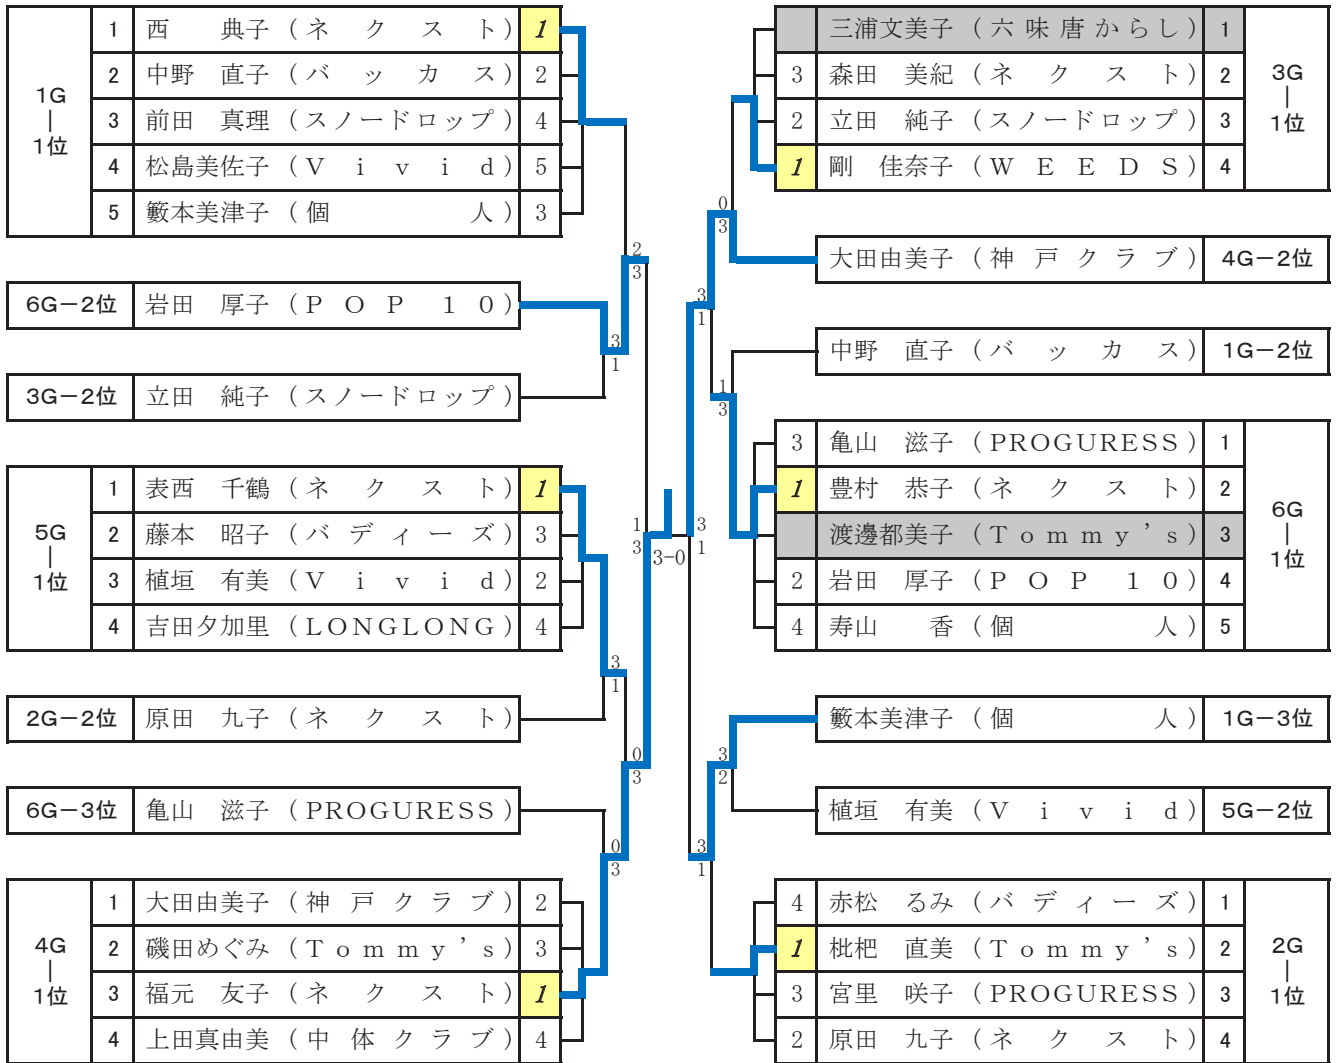 1G
|
1位
1 西 典子 (ネクスト) 1
2 中野 直子 (バッカス) 2
3 前田 真理 (スノードロップ) 4
4 松島美佐子 (Vivid) 5
5 籔本美津子 (個人) 3
6G－2位 岩田 厚子 (POP 10)
3G－2位 立田 純子 (スノードロップ)
2
3
3
1
5G
|
1位
1 表西 千鶴 (ネクスト) 1
2 藤本 昭子 (バディーズ) 3
3 植垣 有美 (Vivid) 2
4 吉田夕加里 (LONGLONG) 4
2G－2位 原田 九子 (ネクスト)
6G－3位 亀山 滋子 (PROGURESS)
3
1
0
3
0
3
4G
|
1位
1 大田由美子 (神戸クラブ) 2
2 磯田めぐみ (Tommy's) 3
3 福元 友子 (ネクスト) 1
4 上田真由美 (中体クラブ) 4
1
3
3-0
3
1
三浦文美子 (六味唐からし) 1
3 森田 美紀 (ネクスト) 2
2 立田 純子 (スノードロップ) 3
1 剛 佳奈子 (WEEDS) 4
3G
|
1位
0
3
大田由美子 (神戸クラブ) 4G－2位
3
1
中野 直子 (バッカス) 1G－2位
1
3
3 亀山 滋子 (PROGURESS) 1
1 豊村 恭子 (ネクスト) 2
渡邊都美子 (Tommy's) 3
2 岩田 厚子 (POP 10) 4
4 寿山 香 (個人) 5
6G
|
1位
籔本美津子 (個人) 1G－3位
3
2
植垣 有美 (Vivid) 5G－2位
3
1
4 赤松 るみ (バディーズ) 1
1 枇杷 直美 (Tommy's) 2
3 宮里 咲子 (PROGURESS) 3
2 原田 九子 (ネクスト) 4
2G
|
1位